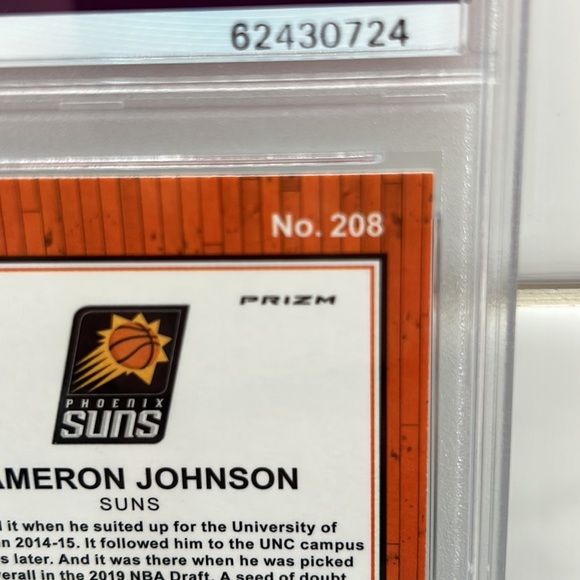 62430724
No. 208
PRIZM
PHOENIX
SUNS
AMERON JOHNSON
SUNS
it when he suited up for the University of
n 2014-15. It followed him to the UNC campus
s later. And it was there when he was picked
erall in the 2019 NBA Draft. A seed of doubt